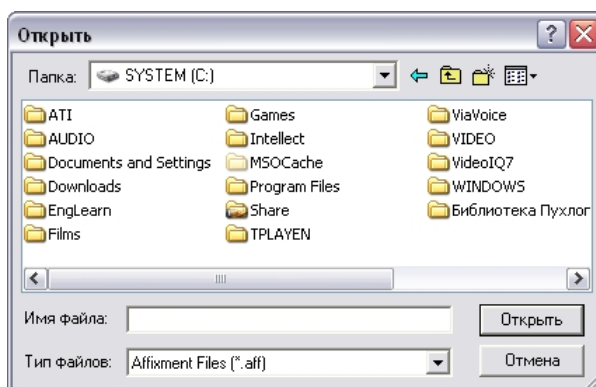 Открыть
Папка: SYSTEM (C:)
ATI Games ViaVoice
AUDIO Intellect VIDEO
Documents and Settings MSOCache VideoIQ7
Downloads Program Files WINDOWS
EngLearn Share Библиотека Пухлог
Films TPLAYEN
Имя файла: Открыть
Тип файлов: Affixment Files (*.aff) Отмена